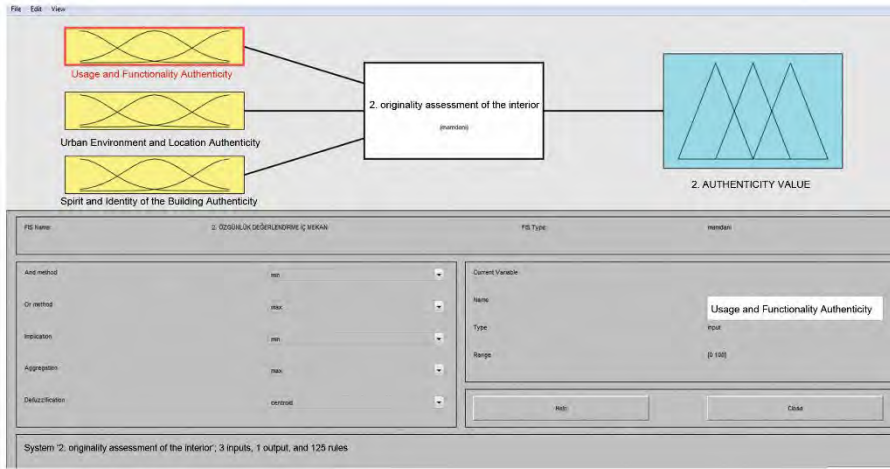 File Edit View
Usage and Functionality Authenticity
2. originality assessment of the interior
(mamdani)
Urban Environment and Location Authenticity
2. AUTHENTICITY VALUE
Spirit and Identity of the Building Authenticity
FIS Name: 2. ÖZGÜNLÜK DEĞERLENDİRME İÇ MEKAN FIS Type: mamdani
And method min
Or method max
Implication min
Aggregation max
Defuzzification centroid
Current Variable
Name Usage and Functionality Authenticity
Type input
Range [0 100]
Help Close
System '2. originality assessment of the interior'; 3 inputs, 1 output, and 125 rules